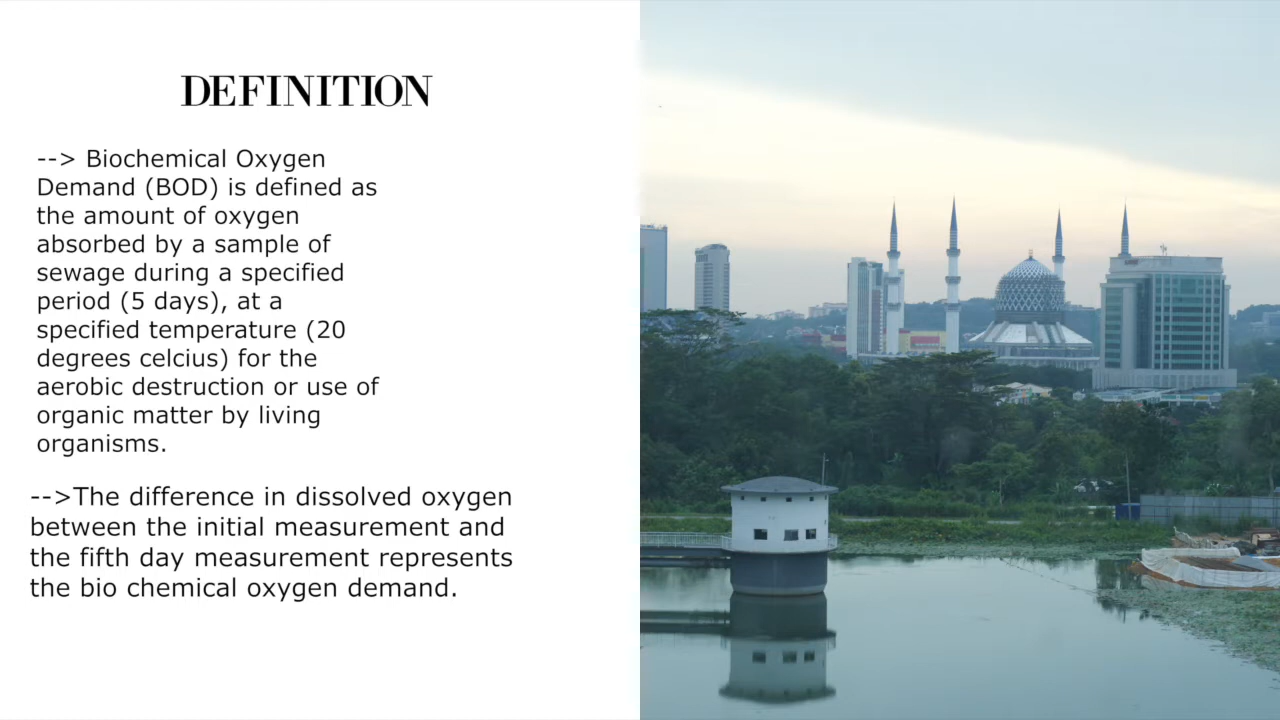 DEFINITION
--> Biochemical Oxygen
Demand (BOD) is defined as
the amount of oxygen
absorbed by a sample of
sewage during a specified
period (5 days), at a
specified temperature (20
degrees celcius) for the
aerobic destruction or use of
organic matter by living
organisms.
-->The difference in dissolved oxygen
between the initial measurement and
the fifth day measurement represents
the bio chemical oxygen demand.